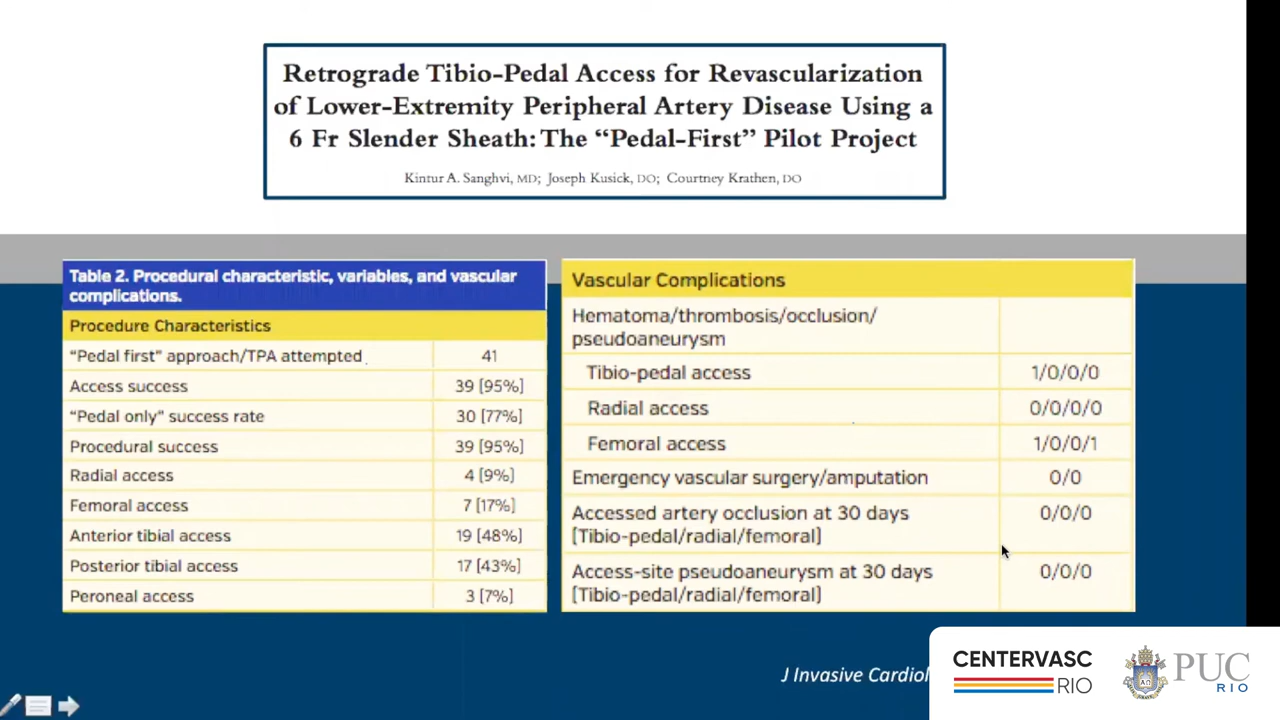 Retrograde Tibio-Pedal Access for Revascularization
of Lower-Extremity Peripheral Artery Disease Using a
6 Fr Slender Sheath: The “Pedal-First” Pilot Project
Kintur A. Sanghvi, MD; Joseph Kusick, DO; Courtney Krathen, DO
Table 2. Procedural characteristic, variables, and vascular
complications.
Procedure Characteristics
“Pedal first” approach/TPA attempted 41
Access success 39 [95%]
“Pedal only” success rate 30 [77%]
Procedural success 39 [95%]
Radial access 4 [9%]
Femoral access 7 [17%]
Anterior tibial access 19 [48%]
Posterior tibial access 17 [43%]
Peroneal access 3 [7%]
Vascular Complications
Hematoma/thrombosis/occlusion/
pseudoaneurysm
Tibio-pedal access 1/0/0/0
Radial access 0/0/0/0
Femoral access 1/0/0/1
Emergency vascular surgery/amputation 0/0
Accessed artery occlusion at 30 days 0/0/0
[Tibio-pedal/radial/femoral]
Access-site pseudoaneurysm at 30 days 0/0/0
[Tibio-pedal/radial/femoral]
J Invasive Cardiol
CENTERVASC
RIO
PUC
RIO